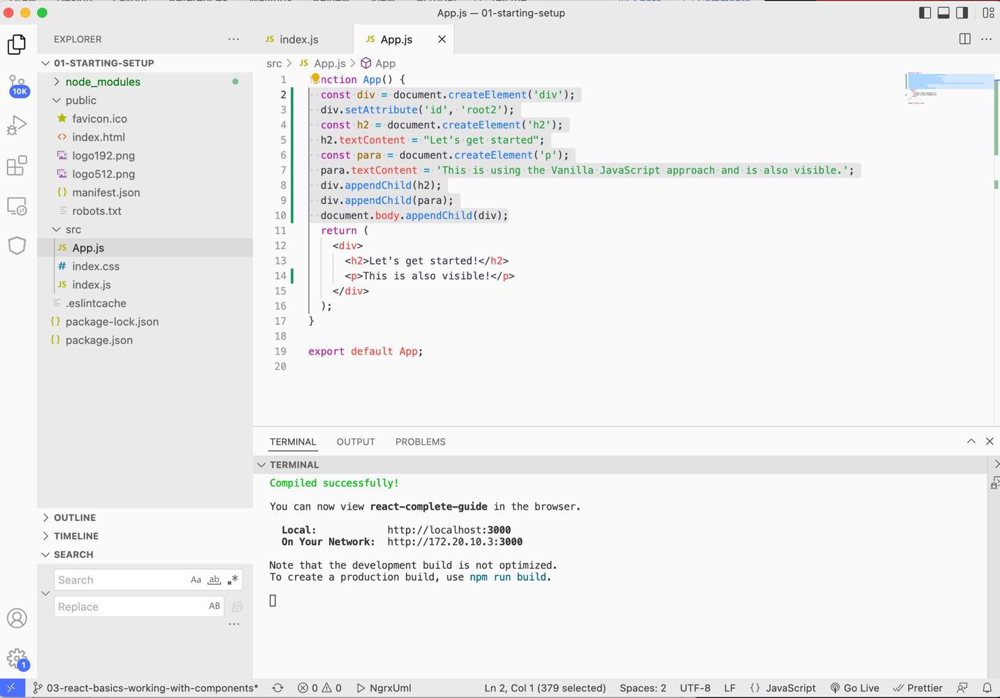 App.js — 01-starting-setup
EXPLORER
JS index.js
JS App.js
01-STARTING-SETUP
src > JS App.js > App
node_modules
public
favicon.ico
index.html
logo192.png
logo512.png
manifest.json
robots.txt
src
JS App.js
# index.css
JS index.js
.eslintcache
{} package-lock.json
{} package.json
OUTLINE
TIMELINE
SEARCH
Search Aa ab .*
Replace AB
10K
1
1 nction App() {
2 const div = document.createElement('div');
3 div.setAttribute('id', 'root2');
4 const h2 = document.createElement('h2');
5 h2.textContent = "Let's get started";
6 const para = document.createElement('p');
7 para.textContent = 'This is using the Vanilla JavaScript approach and is also visible.';
8 div.appendChild(h2);
9 div.appendChild(para);
10 document.body.appendChild(div);
11 return (
12 <div>
13 <h2>Let's get started!</h2>
14 <p>This is also visible!</p>
15 </div>
16 );
17 }
18
19 export default App;
20
TERMINAL OUTPUT PROBLEMS
TERMINAL
Compiled successfully!
You can now view react-complete-guide in the browser.
Local: http://localhost:3000
On Your Network: http://172.20.10.3:3000
Note that the development build is not optimized.
To create a production build, use npm run build.
03-react-basics-working-with-components* 0 0 NgrxUml Ln 2, Col 1 (379 selected) Spaces: 2 UTF-8 LF {} JavaScript Go Live Prettier